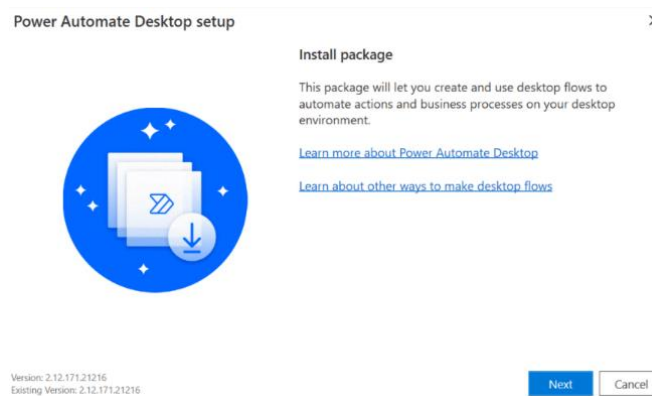 Power Automate Desktop setup
Install package
This package will let you create and use desktop flows to
automate actions and business processes on your desktop
environment.
Learn more about Power Automate Desktop
Learn about other ways to make desktop flows
Version: 2.12.171.21216
Existing Version: 2.12.171.21216
Next Cancel